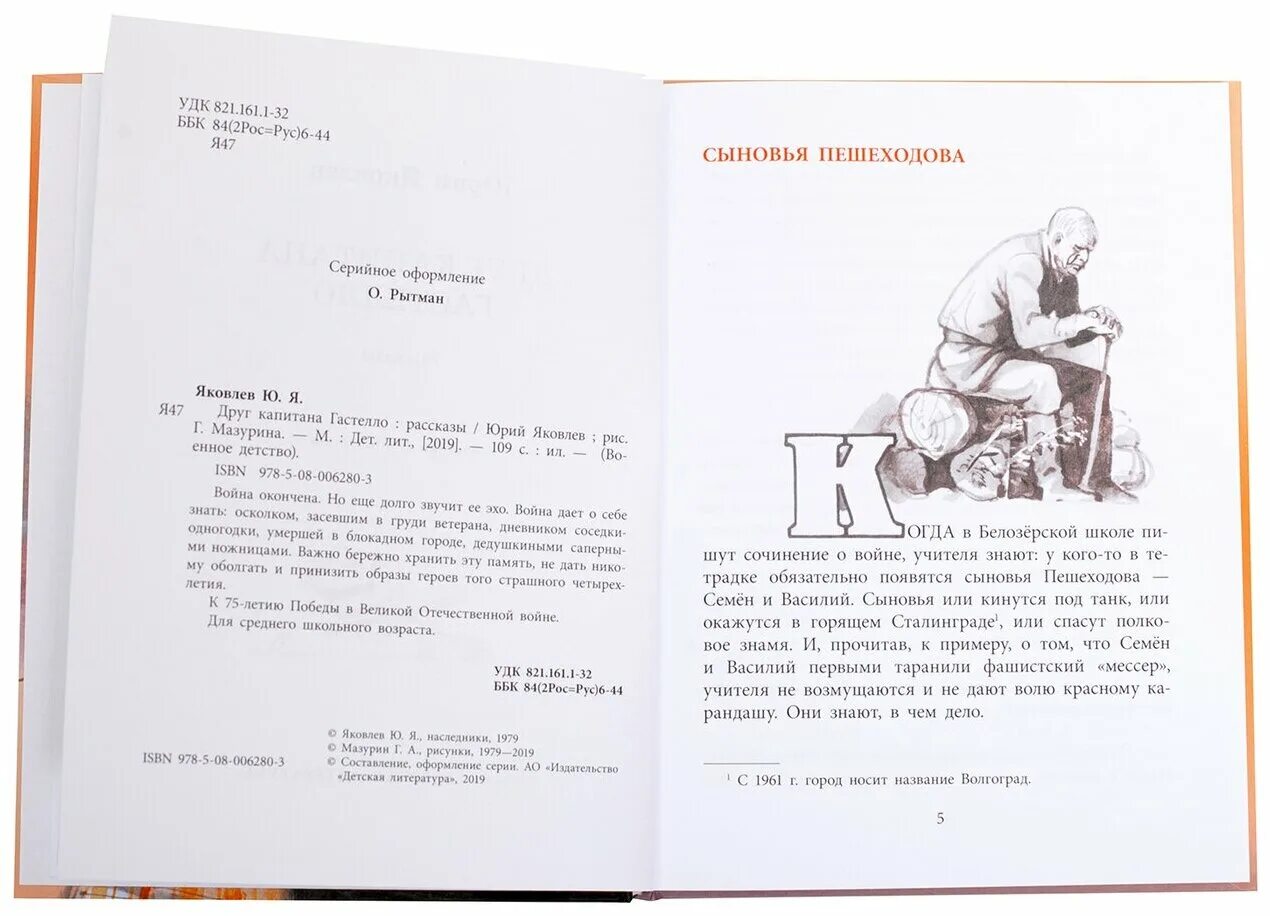 УДК 821.161.1-32
ББК 84(2Рос=Рус)6-44
Я47
Серийное оформление
О. Рытман
Яковлев Ю. Я.
Я47 Друг капитана Гастелло : рассказы / Юрий Яковлев ; рис.
Г. Мазурина. — М. : Дет. лит., [2019]. — 109 с. : ил. — (Во-
енное детство).
ISBN 978-5-08-006280-3
Война окончена. Но еще долго звучит ее эхо. Война дает о себе
знать: осколком, засевшим в груди ветерана, дневником соседки-
одногодки, умершей в блокадном городе, дедушкиными саперны-
ми ножницами. Важно бережно хранить эту память, не дать нико-
му оболгать и принизить образы героев того страшного четырех-
летия.
К 75-летию Победы в Великой Отечественной войне.
Для среднего школьного возраста.
УДК 821.161.1-32
ББК 84(2Рос=Рус)6-44
© Яковлев Ю. Я., наследники, 1979
© Мазурин Г. А., рисунки, 1979—2019
© Составление, оформление серии. АО «Издательство
«Детская литература», 2019
ISBN 978-5-08-006280-3
СЫНОВЬЯ ПЕШЕХОДОВА
КОГДА в Белозёрской школе пи-
шут сочинение о войне, учителя знают: у кого-то в те-
традке обязательно появятся сыновья Пешеходова —
Семён и Василий. Сыновья или кинутся под танк, или
окажутся в горящем Сталинграде¹, или спасут полко-
вое знамя. И, прочитав, к примеру, о том, что Семён
и Василий первыми таранили фашистский «мессер»,
учителя не возмущаются и не дают волю красному ка-
рандашу. Они знают, в чем дело.
¹ С 1961 г. город носит название Волгоград.
5